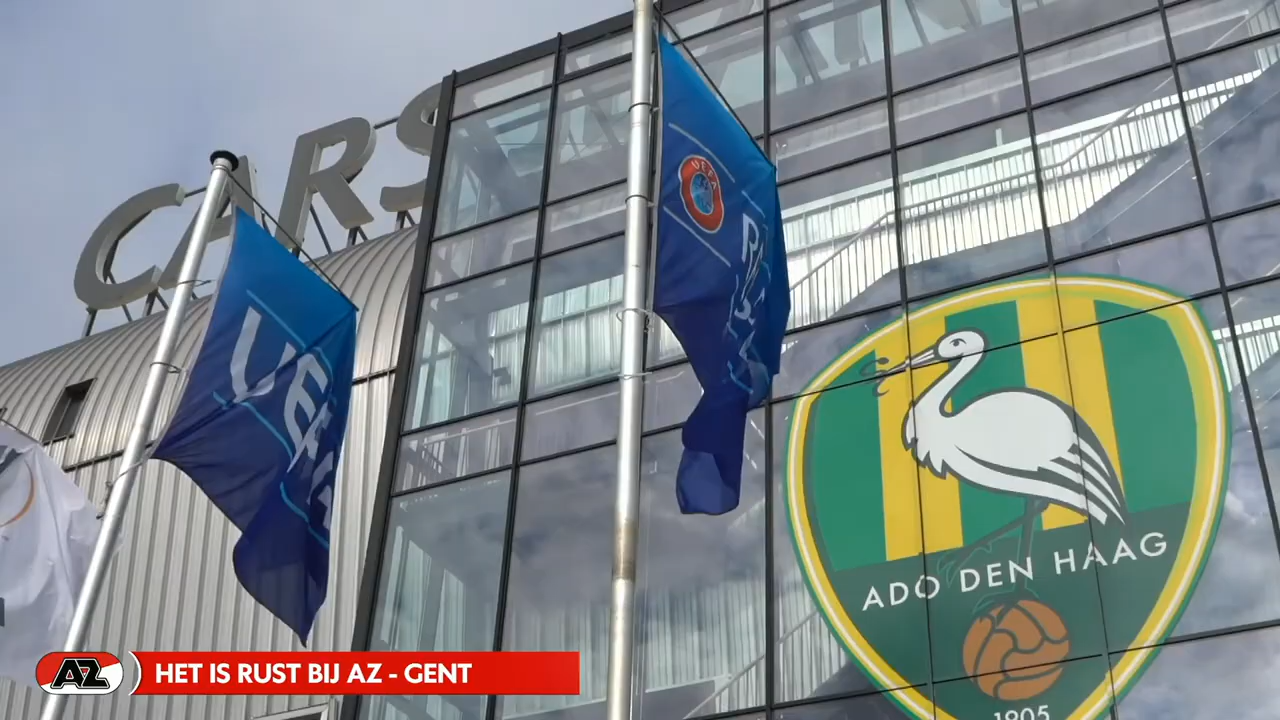 CARS
UEFA
UEFA
ADO DEN HAAG
1905
AZ
HET IS RUST BIJ AZ - GENT